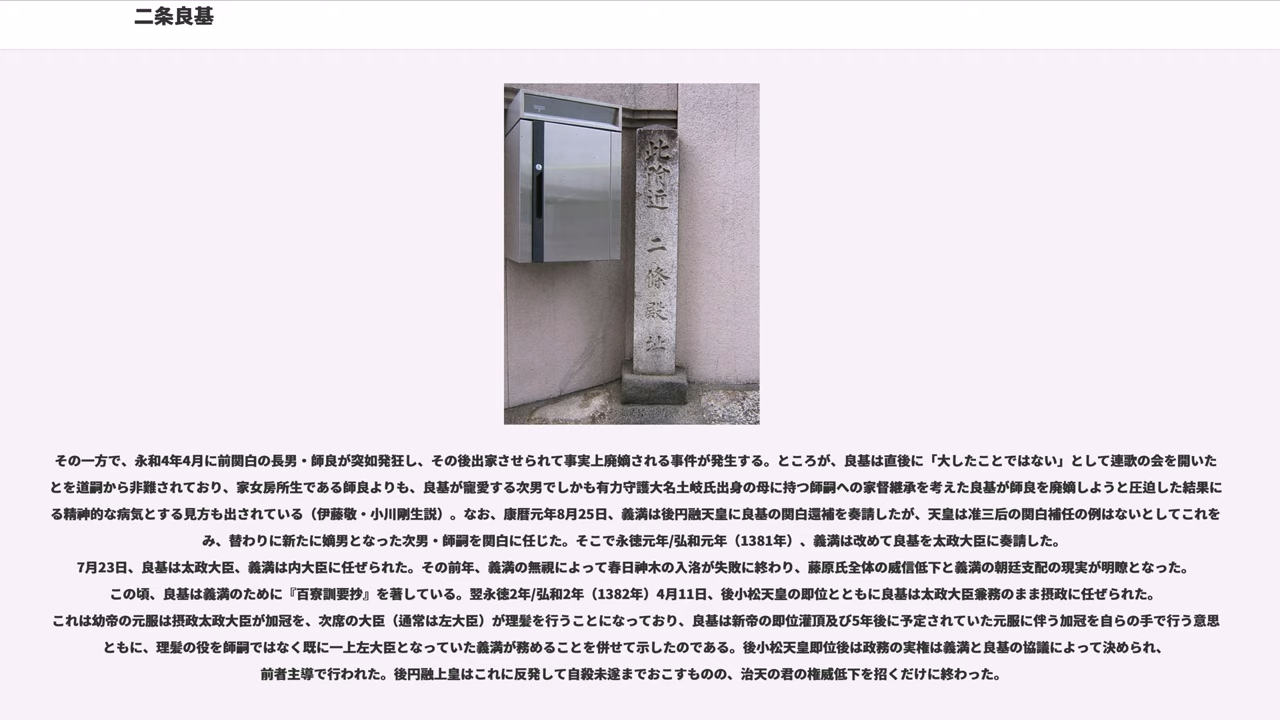 二条良基
此附近 二條殿址
その一方で、永和4年4月に前関白の長男・師良が突如発狂し、その後出家させられて事実上廃嫡される事件が発生する。ところが、良基は直後に「大したことではない」として連歌の会を開いた
とを道嗣から非難されており、家女房所生である師良よりも、良基が寵愛する次男でしかも有力守護大名土岐氏出身の母に持つ師嗣への家督継承を考えた良基が師良を廃嫡しようと圧迫した結果に
る精神的な病気とする見方も出されている（伊藤敬・小川剛生説）。なお、康暦元年8月25日、義満は後円融天皇に良基の関白還補を奏請したが、天皇は准三后の関白補任の例はないとしてこれを
み、替わりに新たに嫡男となった次男・師嗣を関白に任じた。そこで永徳元年/弘和元年（1381年）、義満は改めて良基を太政大臣に奏請した。
7月23日、良基は太政大臣、義満は内大臣に任ぜられた。その前年、義満の無視によって春日神木の入洛が失敗に終わり、藤原氏全体の威信低下と義満の朝廷支配の現実が明瞭となった。
この頃、良基は義満のために『百寮訓要抄』を著している。翌永徳2年/弘和2年（1382年）4月11日、後小松天皇の即位とともに良基は太政大臣兼務のまま摂政に任ぜられた。
これは幼帝の元服は摂政太政大臣が加冠を、次席の大臣（通常は左大臣）が理髪を行うことになっており、良基は新帝の即位灌頂及び5年後に予定されていた元服に伴う加冠を自らの手で行う意思
ともに、理髪の役を師嗣ではなく既に一上左大臣となっていた義満が務めることを併せて示したのである。後小松天皇即位後は政務の実権は義満と良基の協議によって決められ、
前者主導で行われた。後円融上皇はこれに反発して自殺未遂までおこすものの、治天の君の権威低下を招くだけに終わった。